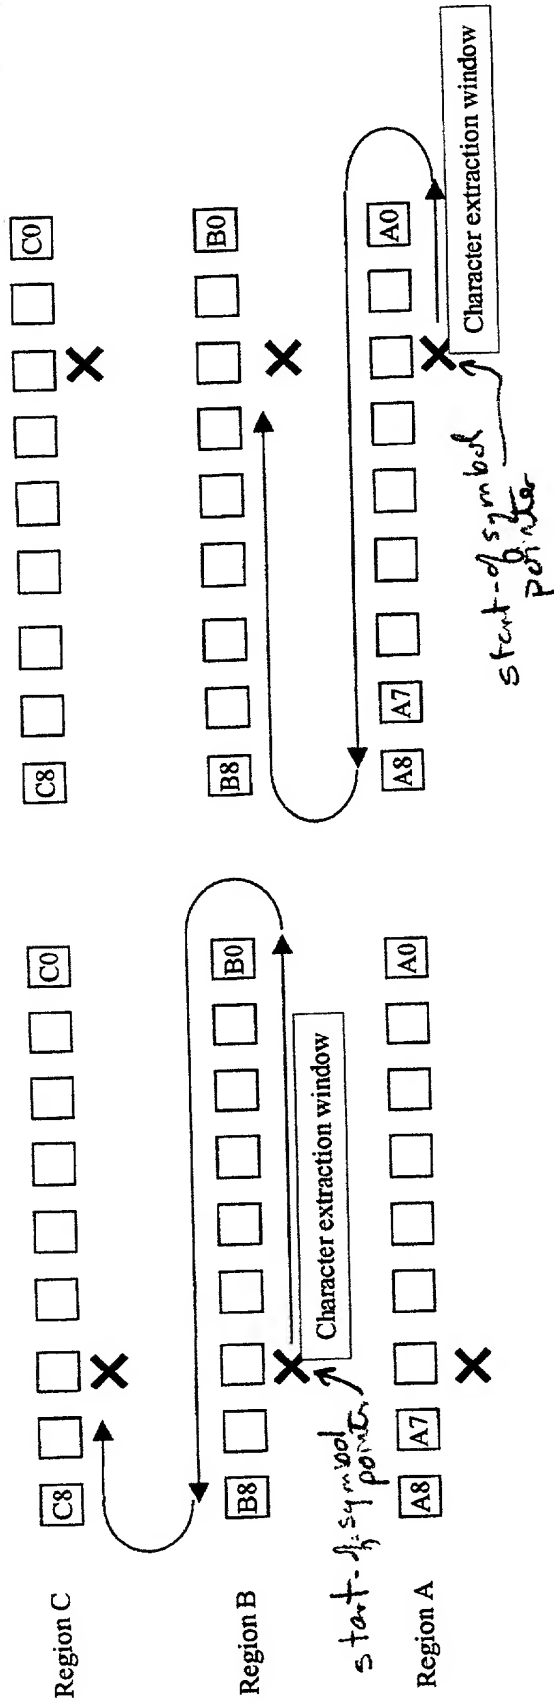 Region C
C8
C0
C8
C0
Region B
B8
B0
B8
B0
Character extraction window
start-of-symbol
pointer
Region A
A8
A7
A0
A8
A7
A0
Character extraction window
start-of-symbol
pointer